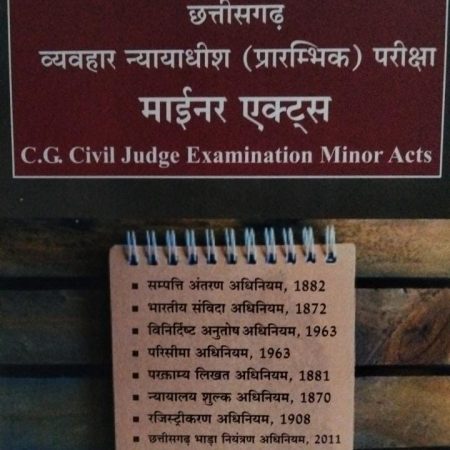 छत्तीसगढ़
व्यवहार न्यायाधीश (प्रारम्भिक) परीक्षा
माईनर एक्ट्स
C.G. Civil Judge Examination Minor Acts
▪ सम्पत्ति अंतरण अधिनियम, 1882
▪ भारतीय संविदा अधिनियम, 1872
▪ विनिर्दिष्ट अनुतोष अधिनियम, 1963
▪ परिसीमा अधिनियम, 1963
▪ परक्राम्य लिखत अधिनियम, 1881
▪ न्यायालय शुल्क अधिनियम, 1870
▪ रजिस्ट्रीकरण अधिनियम, 1908
▪ छत्तीसगढ़ भाड़ा नियंत्रण अधिनियम, 2011